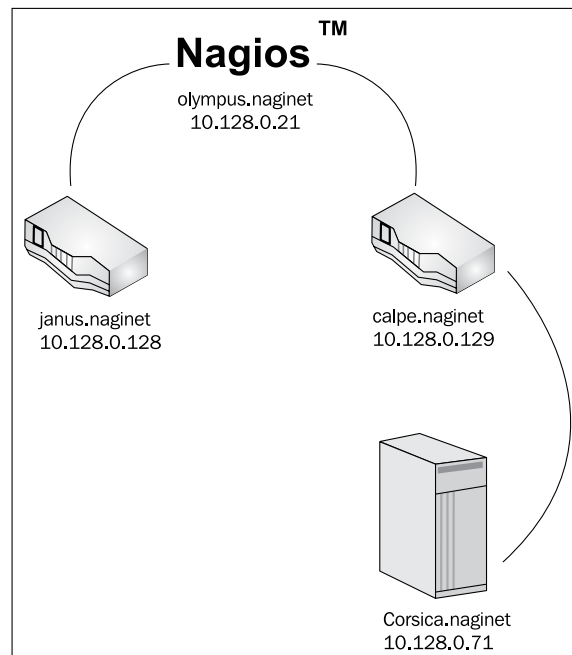 Nagios™
olympus.naginet
10.128.0.21
janus.naginet
10.128.0.128
calpe.naginet
10.128.0.129
Corsica.naginet
10.128.0.71